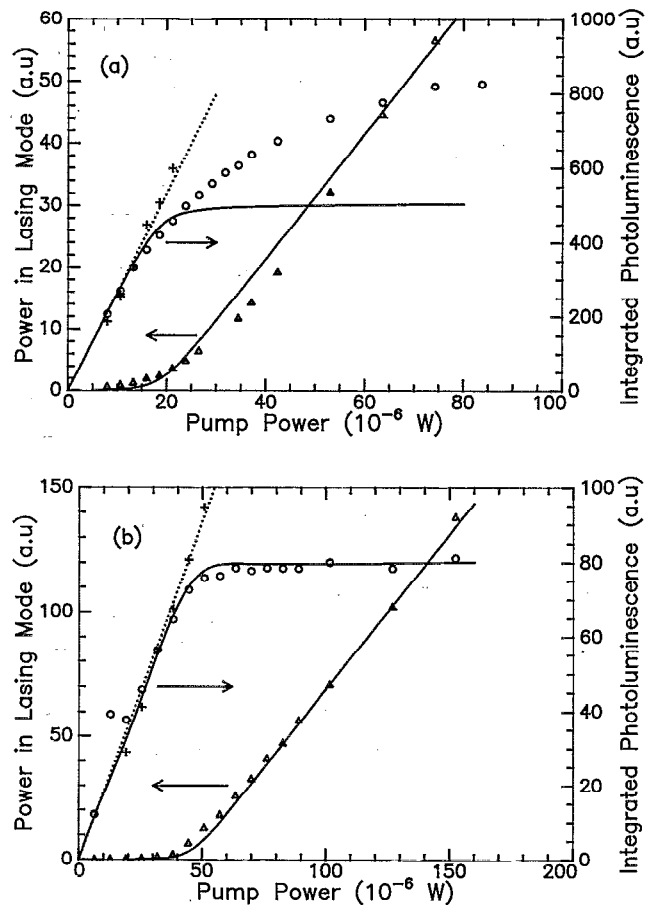 60
50
40
30
20
10
0
Power in Lasing Mode (a.u)
(a)
1000
800
600
400
200
0
Integrated Photoluminescence (a.u)
0 20 40 60 80 100
Pump Power (10⁻⁶ W)
150
100
50
0
Power in Lasing Mode (a.u)
(b)
100
80
60
40
20
0
Integrated Photoluminescence (a.u)
0 50 100 150 200
Pump Power (10⁻⁶ W)